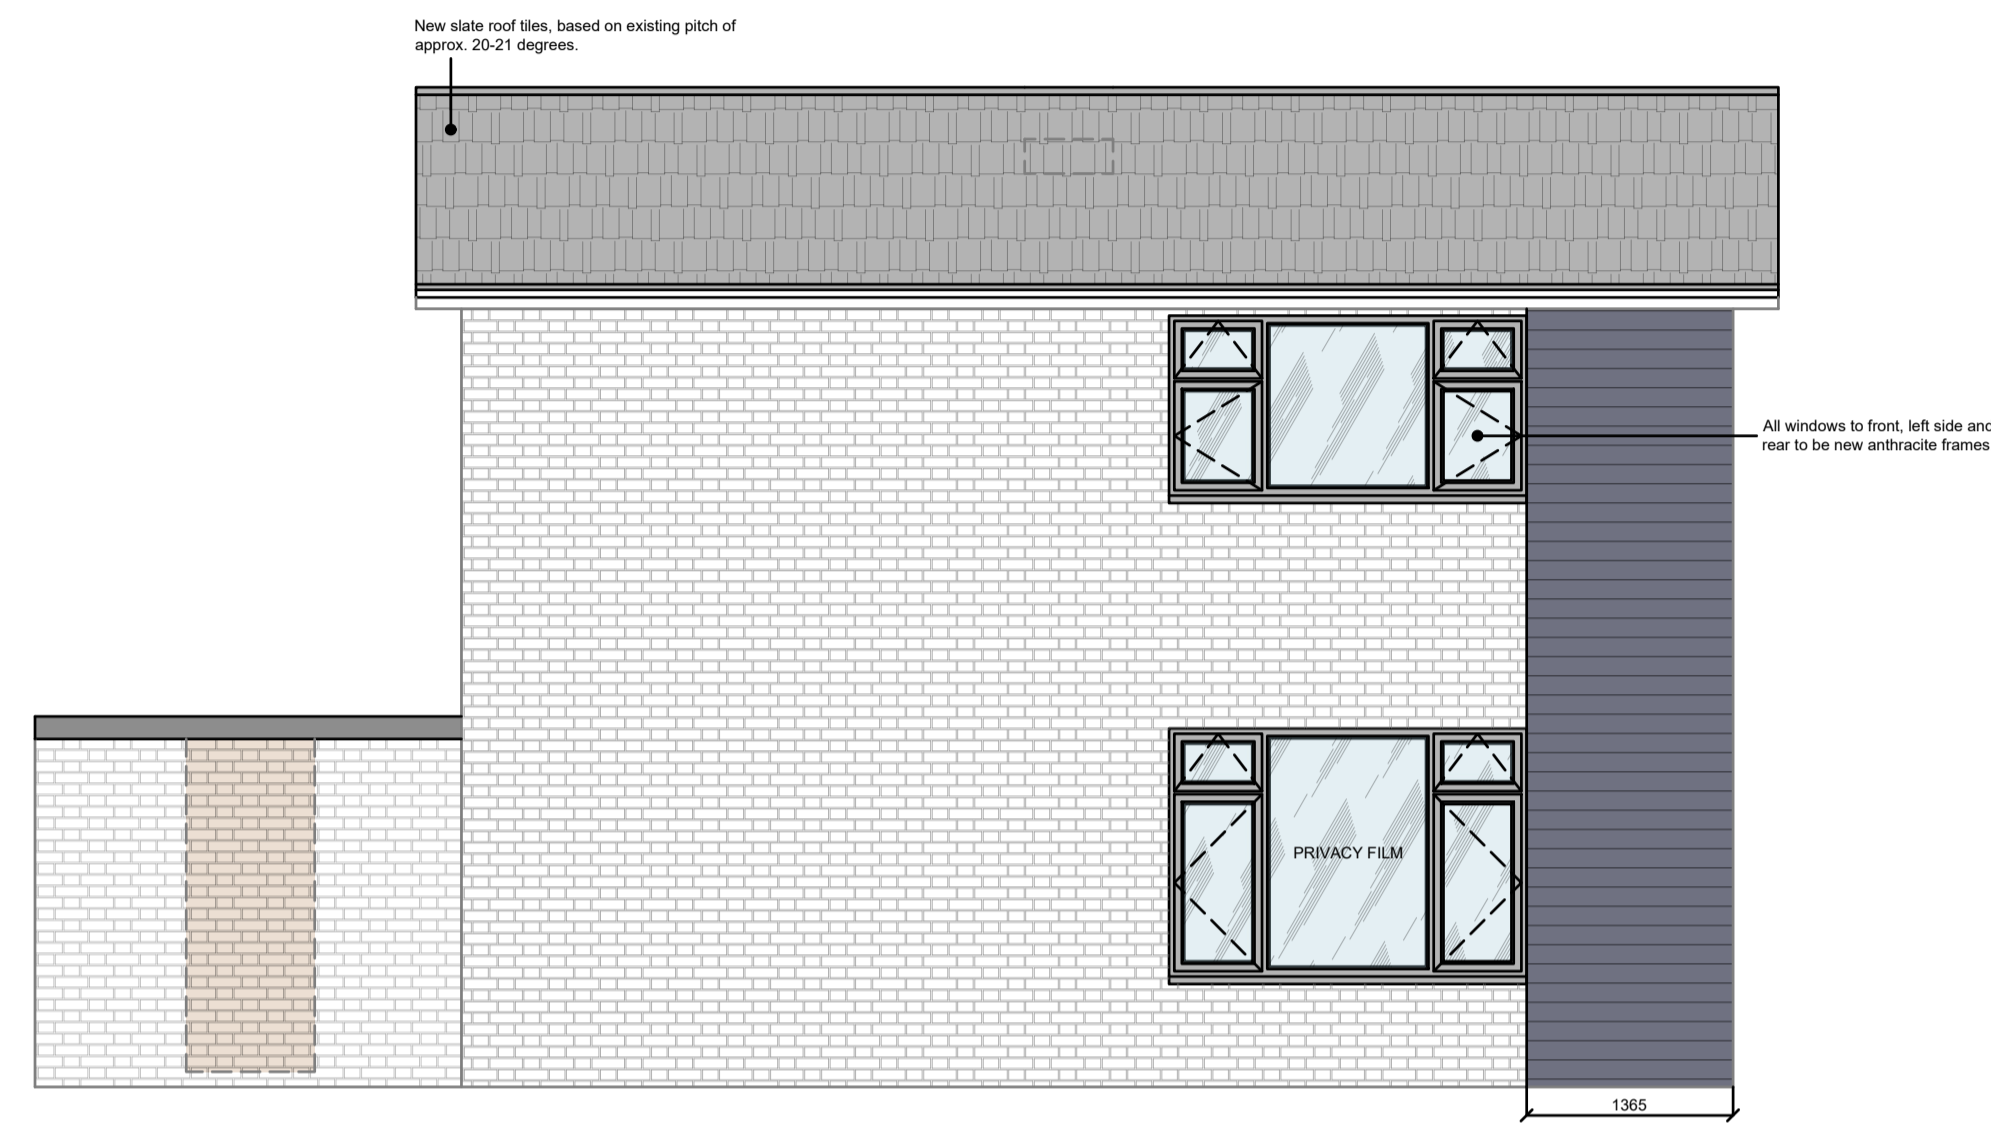 New slate roof tiles, based on existing pitch of
approx. 20-21 degrees.
All windows to front, left side and
rear to be new anthracite frames
PRIVACY FILM
1365